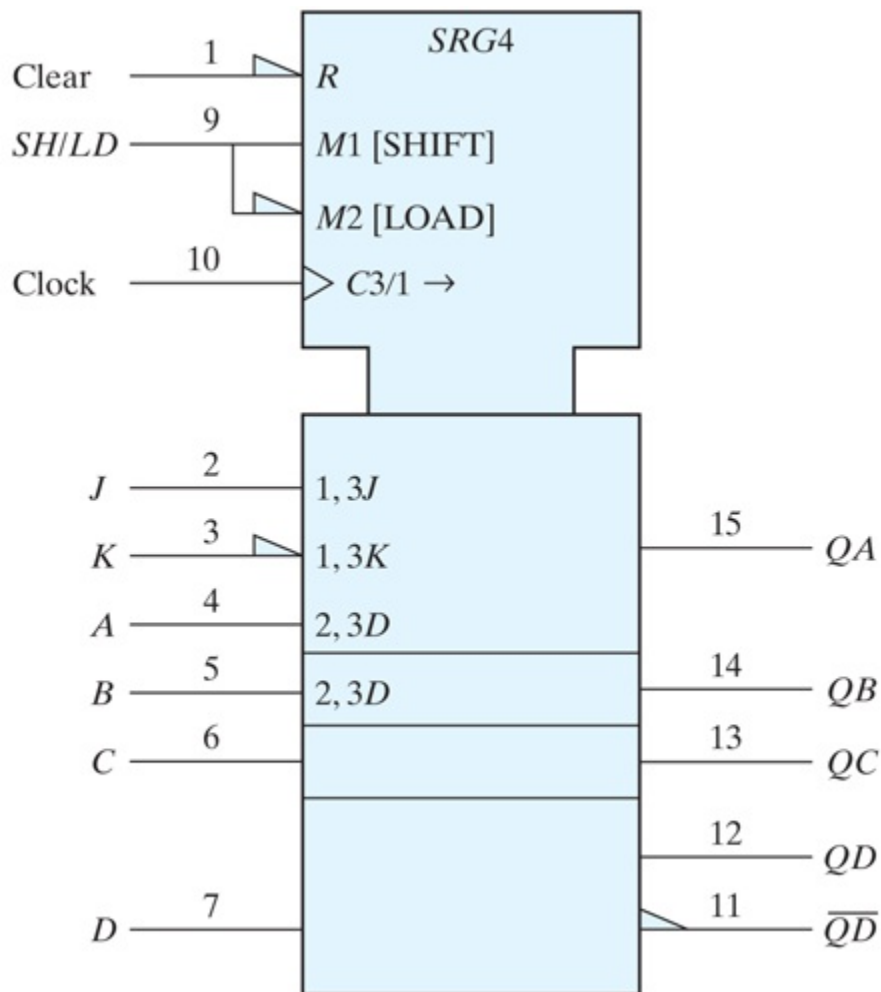 SRG4
Clear 1 R
SH/LD 9 M1 [SHIFT]
M2 [LOAD]
Clock 10 C3/1 →
J 2 1, 3J
K 3 1, 3K
15 QA
A 4 2, 3D
B 5 2, 3D 14 QB
C 6 13 QC
12 QD
D 7 11 Q̅D̅